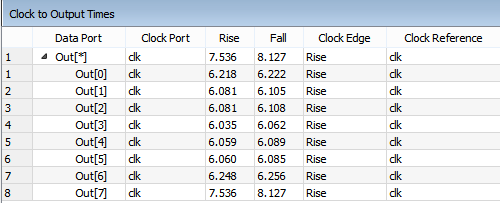 Clock to Output Times
Data Port Clock Port Rise Fall Clock Edge Clock Reference
1 Out[*] clk 7.536 8.127 Rise clk
1 Out[0] clk 6.218 6.222 Rise clk
2 Out[1] clk 6.081 6.105 Rise clk
3 Out[2] clk 6.081 6.108 Rise clk
4 Out[3] clk 6.035 6.062 Rise clk
5 Out[4] clk 6.059 6.089 Rise clk
6 Out[5] clk 6.060 6.085 Rise clk
7 Out[6] clk 6.248 6.256 Rise clk
8 Out[7] clk 7.536 8.127 Rise clk